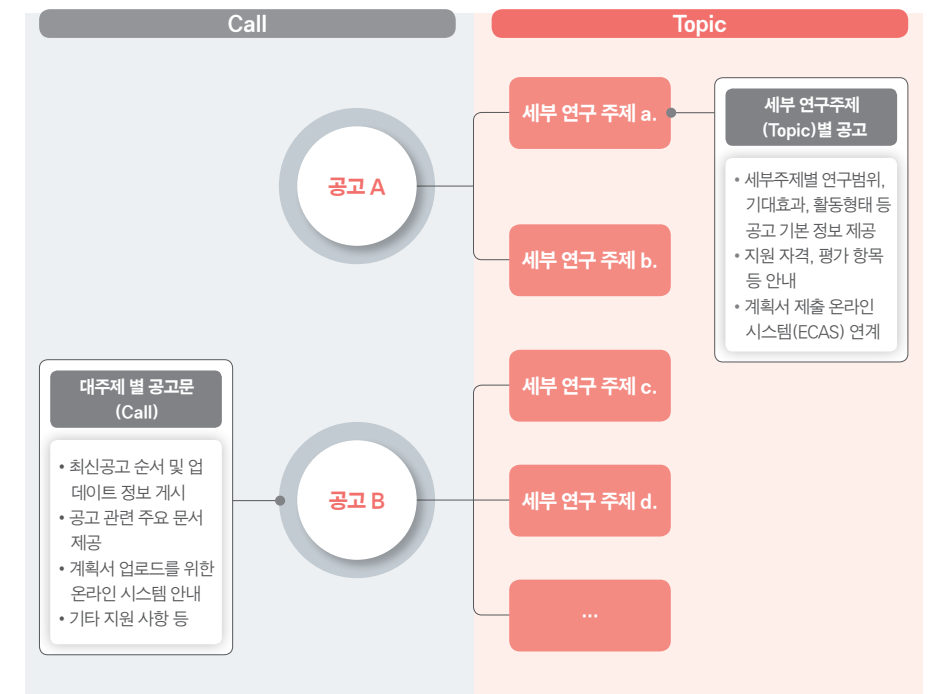 Call
Topic
공고 A
세부 연구 주제 a.
세부 연구 주제 b.
세부 연구주제
(Topic)별 공고
• 세부주제별 연구범위,
기대효과, 활동형태 등
공고 기본 정보 제공
• 지원 자격, 평가 항목
등 안내
• 계획서 제출 온라인
시스템(ECAS) 연계
대주제 별 공고문
(Call)
• 최신공고 순서 및 업
데이트 정보 게시
• 공고 관련 주요 문서
제공
• 계획서 업로드를 위한
온라인 시스템 안내
• 기타 지원 사항 등
공고 B
세부 연구 주제 c.
세부 연구 주제 d.
...